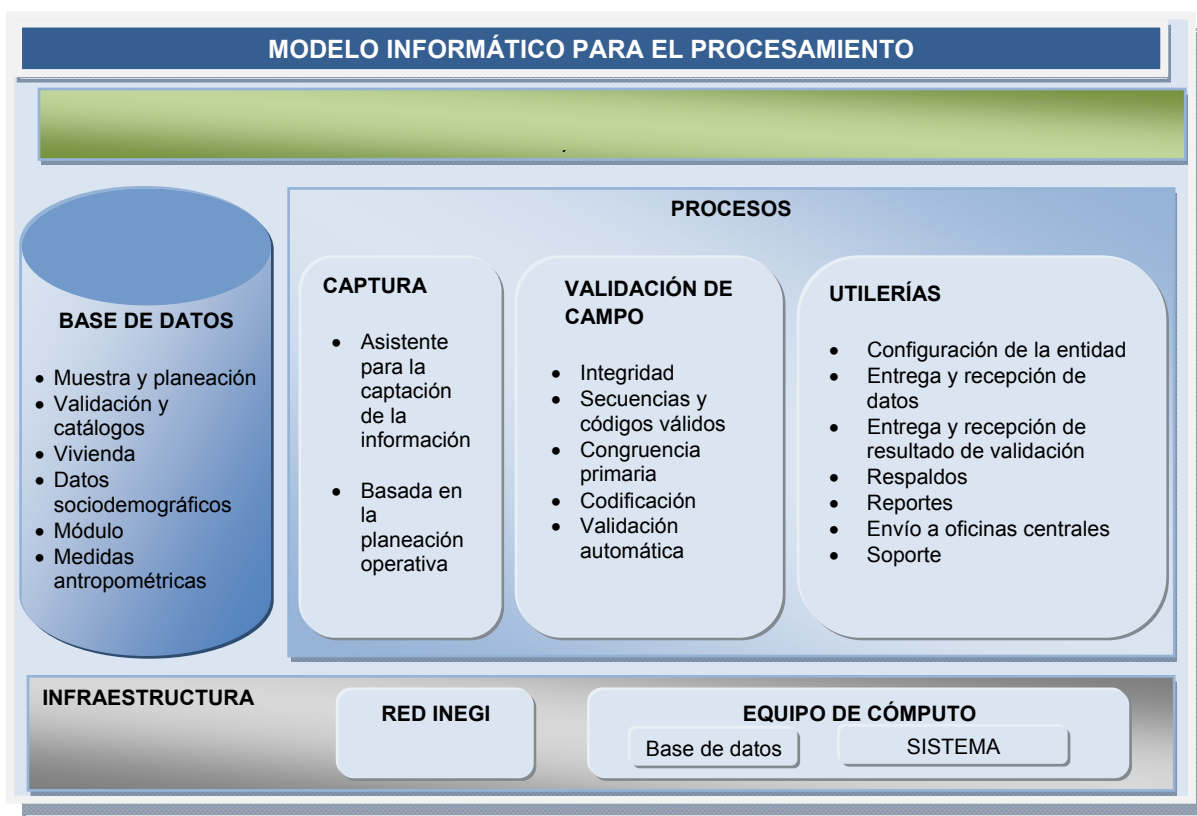 MODELO INFORMÁTICO PARA EL PROCESAMIENTO
BASE DE DATOS
• Muestra y planeación
• Validación y
catálogos
• Vivienda
• Datos
sociodemográficos
• Módulo
• Medidas
antropométricas
PROCESOS
CAPTURA
• Asistente
para la
captación
de la
información
• Basada en
la
planeación
operativa
VALIDACIÓN DE
CAMPO
• Integridad
• Secuencias y
códigos válidos
• Congruencia
primaria
• Codificación
• Validación
automática
UTILERÍAS
• Configuración de la entidad
• Entrega y recepción de
datos
• Entrega y recepción de
resultado de validación
• Respaldos
• Reportes
• Envío a oficinas centrales
• Soporte
INFRAESTRUCTURA
RED INEGI
EQUIPO DE CÓMPUTO
Base de datos
SISTEMA